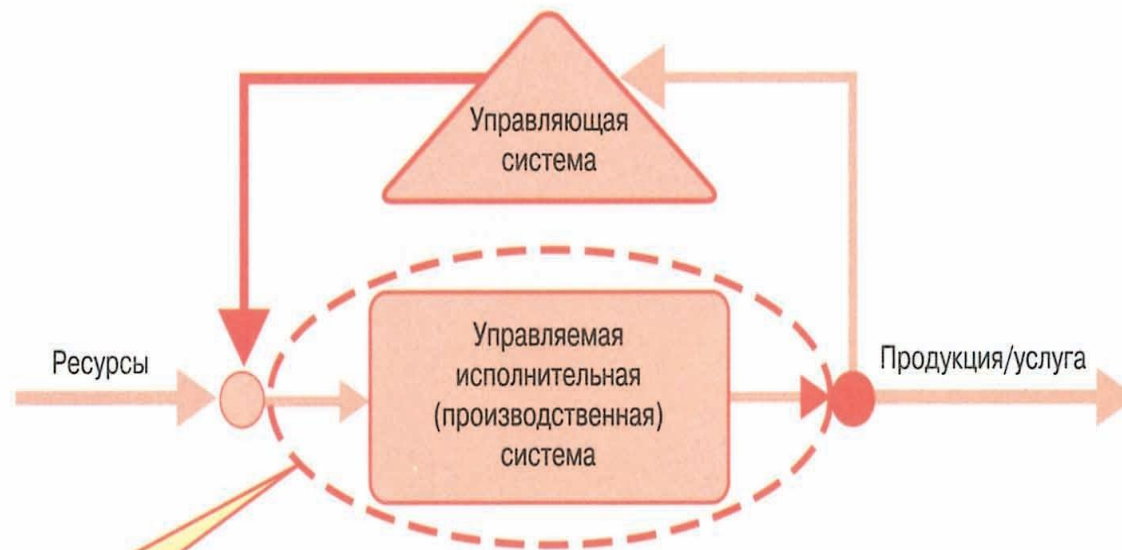 Управляющая
система
Ресурсы
Управляемая
исполнительная
(производственная)
система
Продукция/услуга